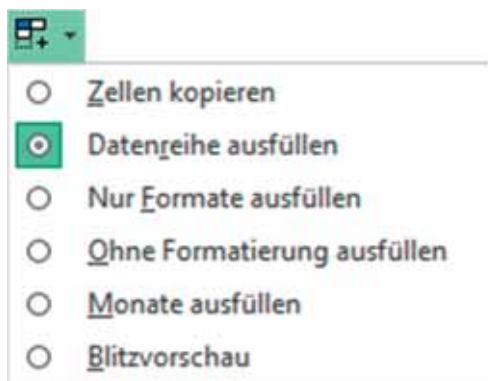 Zellen kopieren
Datenreihe ausfüllen
Nur Formate ausfüllen
Ohne Formatierung ausfüllen
Monate ausfüllen
Blitzvorschau